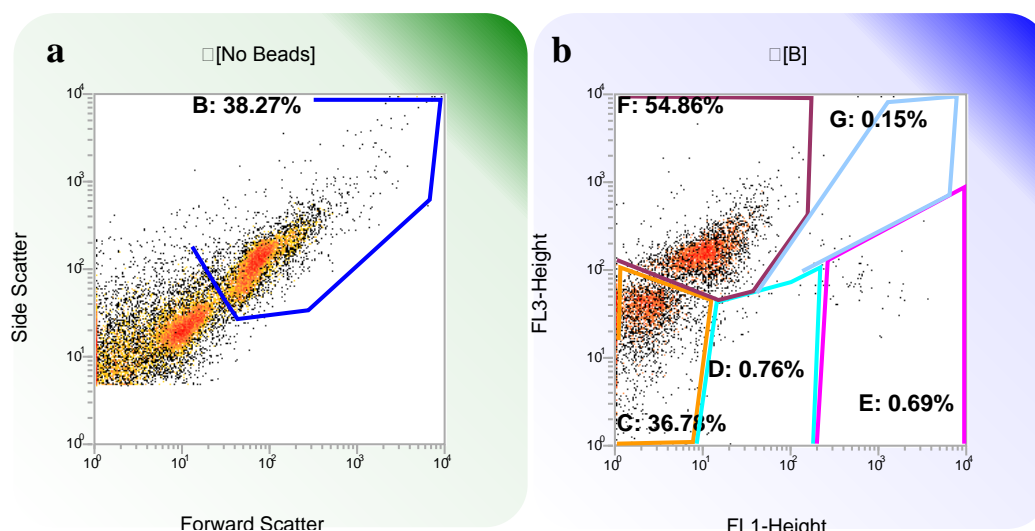 a
□[No Beads]
B: 38.27%
10⁴
10³
10²
10¹
10⁰
Side Scatter
10⁰ 10¹ 10² 10³ 10⁴
Forward Scatter
b
□[B]
F: 54.86%
G: 0.15%
D: 0.76%
E: 0.69%
C: 36.78%
10⁴
10³
10²
10¹
10⁰
FL3-Height
10⁰ 10¹ 10² 10³ 10⁴
FL1-Height